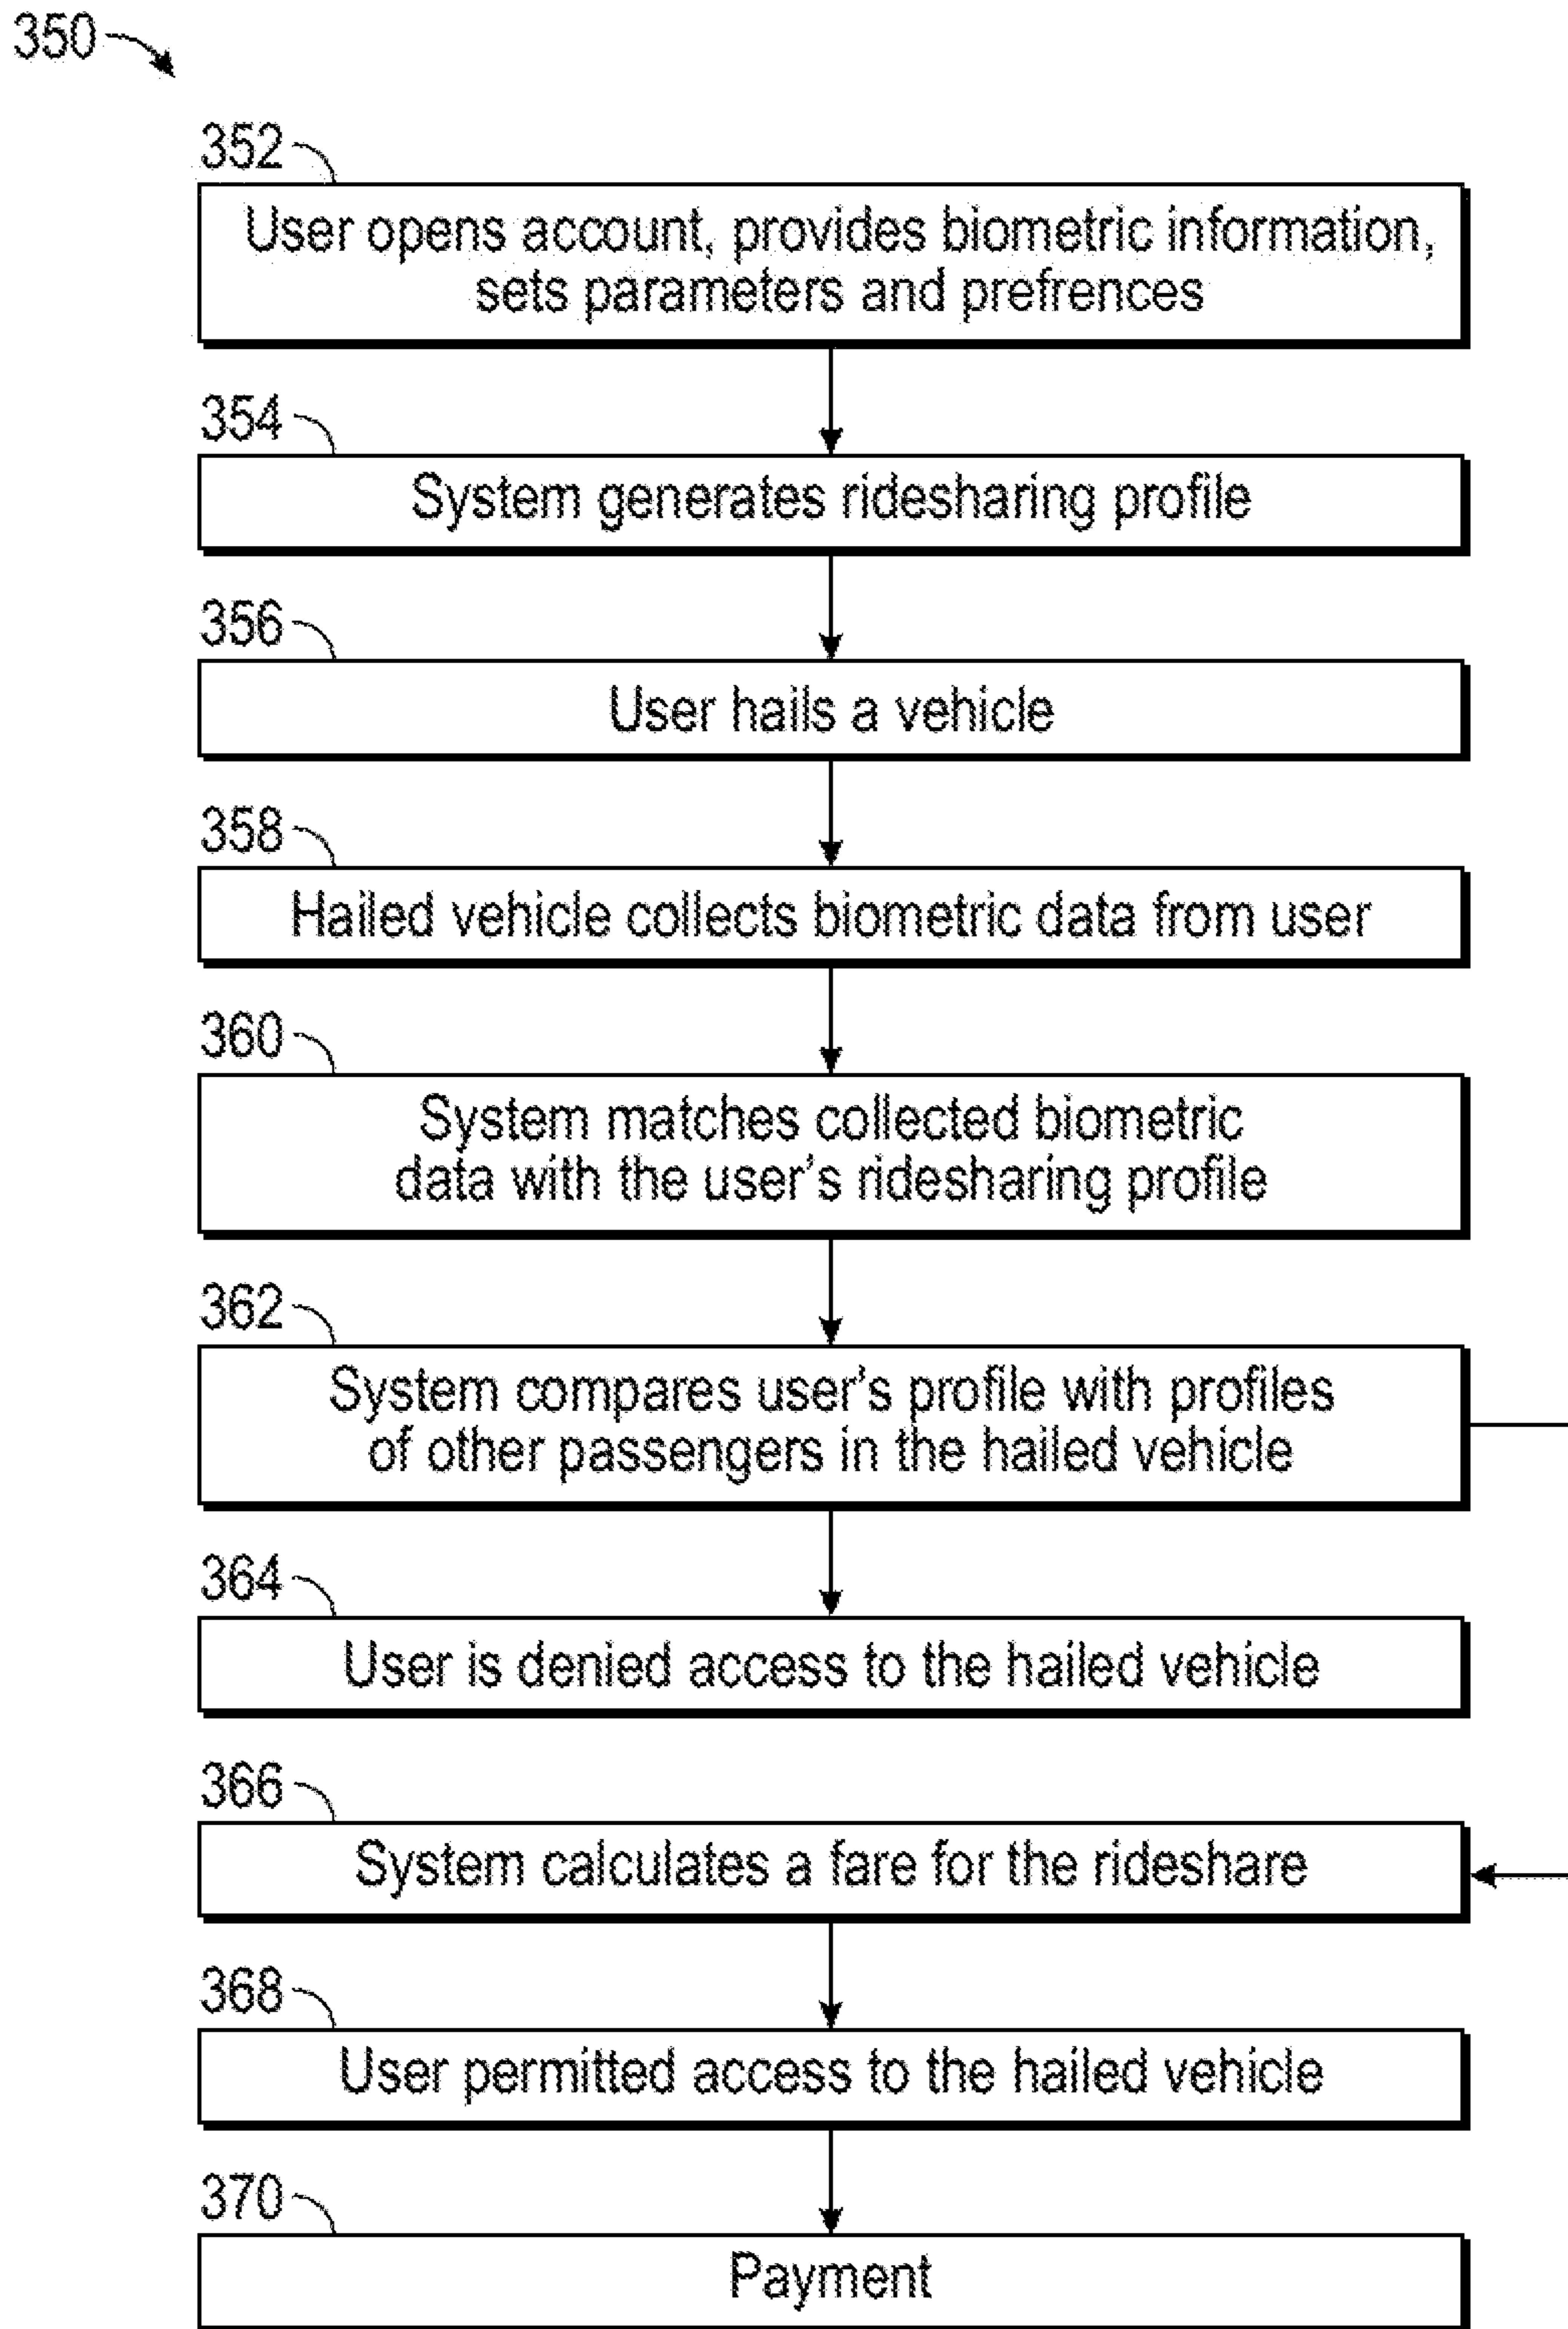 350
352
User opens account, provides biometric information,
sets parameters and prefrences
354
System generates ridesharing profile
356
User hails a vehicle
358
Hailed vehicle collects biometric data from user
360
System matches collected biometric
data with the user's ridesharing profile
362
System compares user's profile with profiles
of other passengers in the hailed vehicle
364
User is denied access to the hailed vehicle
366
System calculates a fare for the rideshare
368
User permitted access to the hailed vehicle
370
Payment